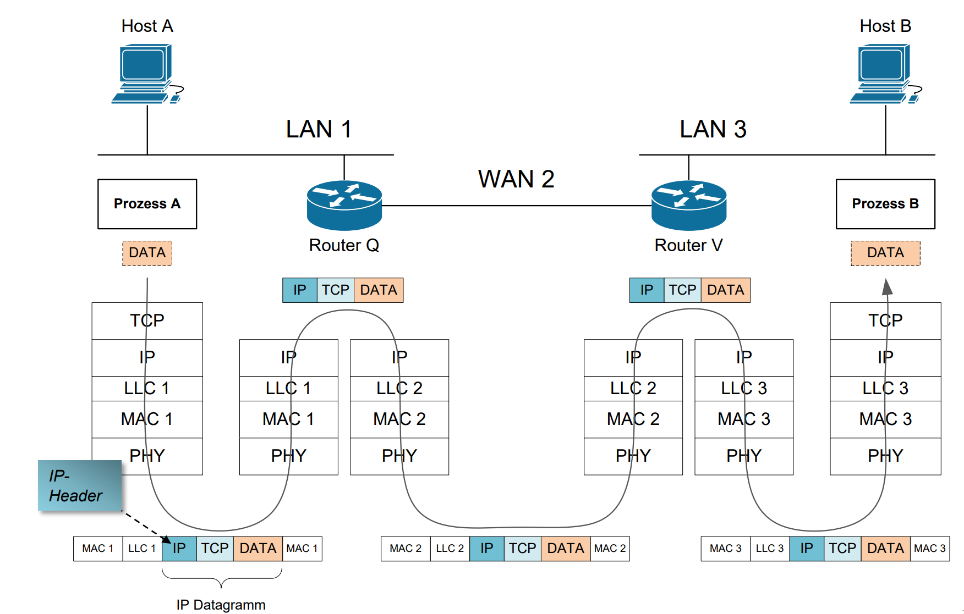 Host A
Host B
LAN 1
LAN 3
WAN 2
Prozess A
Prozess B
Router Q
Router V
DATA
DATA
IP TCP DATA
IP TCP DATA
TCP
IP
LLC 1
MAC 1
PHY
IP
LLC 1
MAC 1
PHY
IP
LLC 2
MAC 2
PHY
IP
LLC 2
MAC 2
PHY
IP
LLC 3
MAC 3
PHY
TCP
IP
LLC 3
MAC 3
PHY
IP-
Header
MAC 1 LLC 1 IP TCP DATA MAC 1
MAC 2 LLC 2 IP TCP DATA MAC 2
MAC 3 LLC 3 IP TCP DATA MAC 3
IP Datagramm